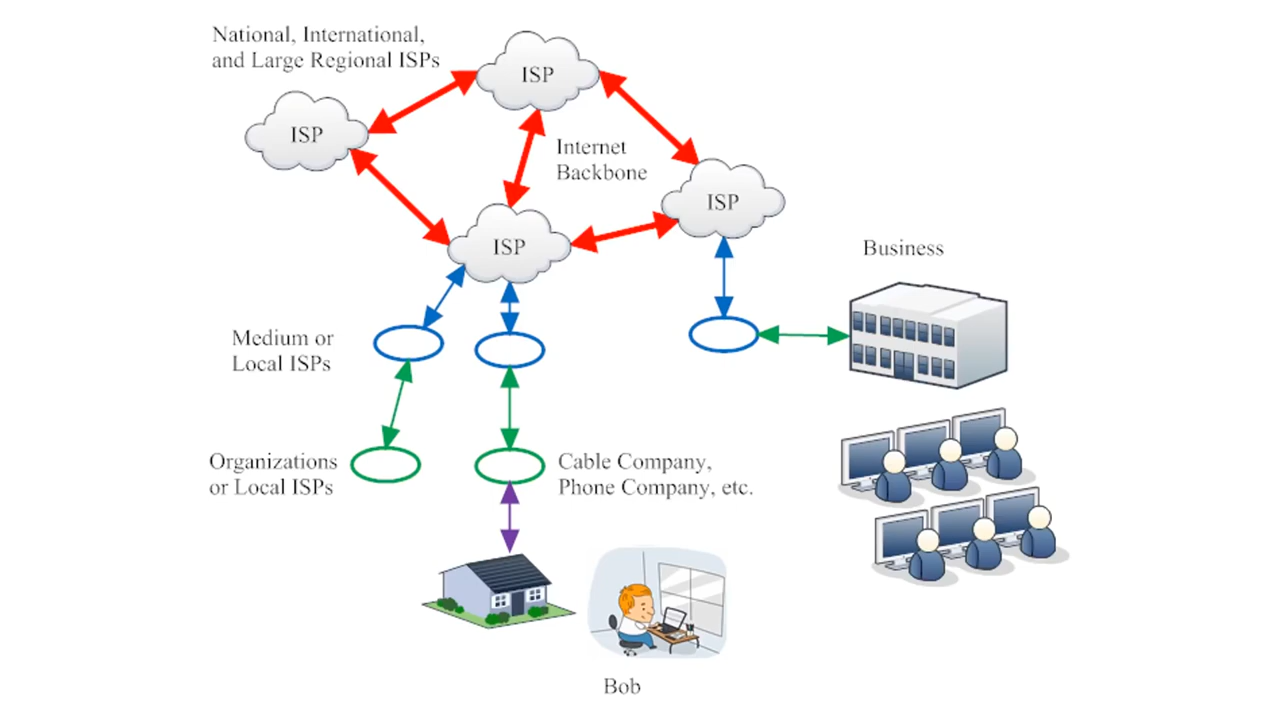 National, International,
and Large Regional ISPs
ISP
ISP
Internet
Backbone
ISP
ISP
Business
Medium or
Local ISPs
Organizations
or Local ISPs
Cable Company,
Phone Company, etc.
Bob